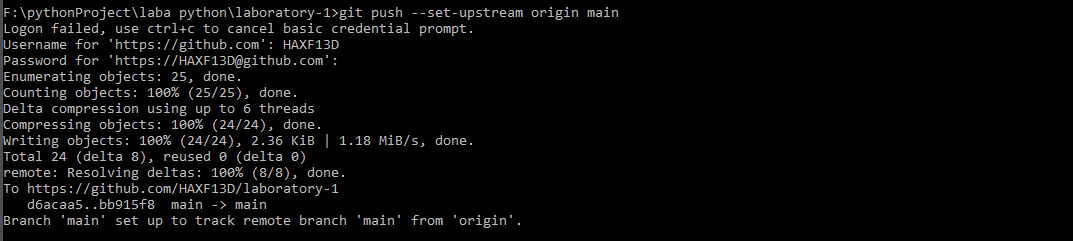 F:\pythonProject\laba python\laboratory-1>git push --set-upstream origin main
Logon failed, use ctrl+c to cancel basic credential prompt.
Username for 'https://github.com': HAXF13D
Password for 'https://HAXF13D@github.com':
Enumerating objects: 25, done.
Counting objects: 100% (25/25), done.
Delta compression using up to 6 threads
Compressing objects: 100% (24/24), done.
Writing objects: 100% (24/24), 2.36 KiB | 1.18 MiB/s, done.
Total 24 (delta 8), reused 0 (delta 0)
remote: Resolving deltas: 100% (8/8), done.
To https://github.com/HAXF13D/laboratory-1
   d6acaa5..bb915f8  main -> main
Branch 'main' set up to track remote branch 'main' from 'origin'.